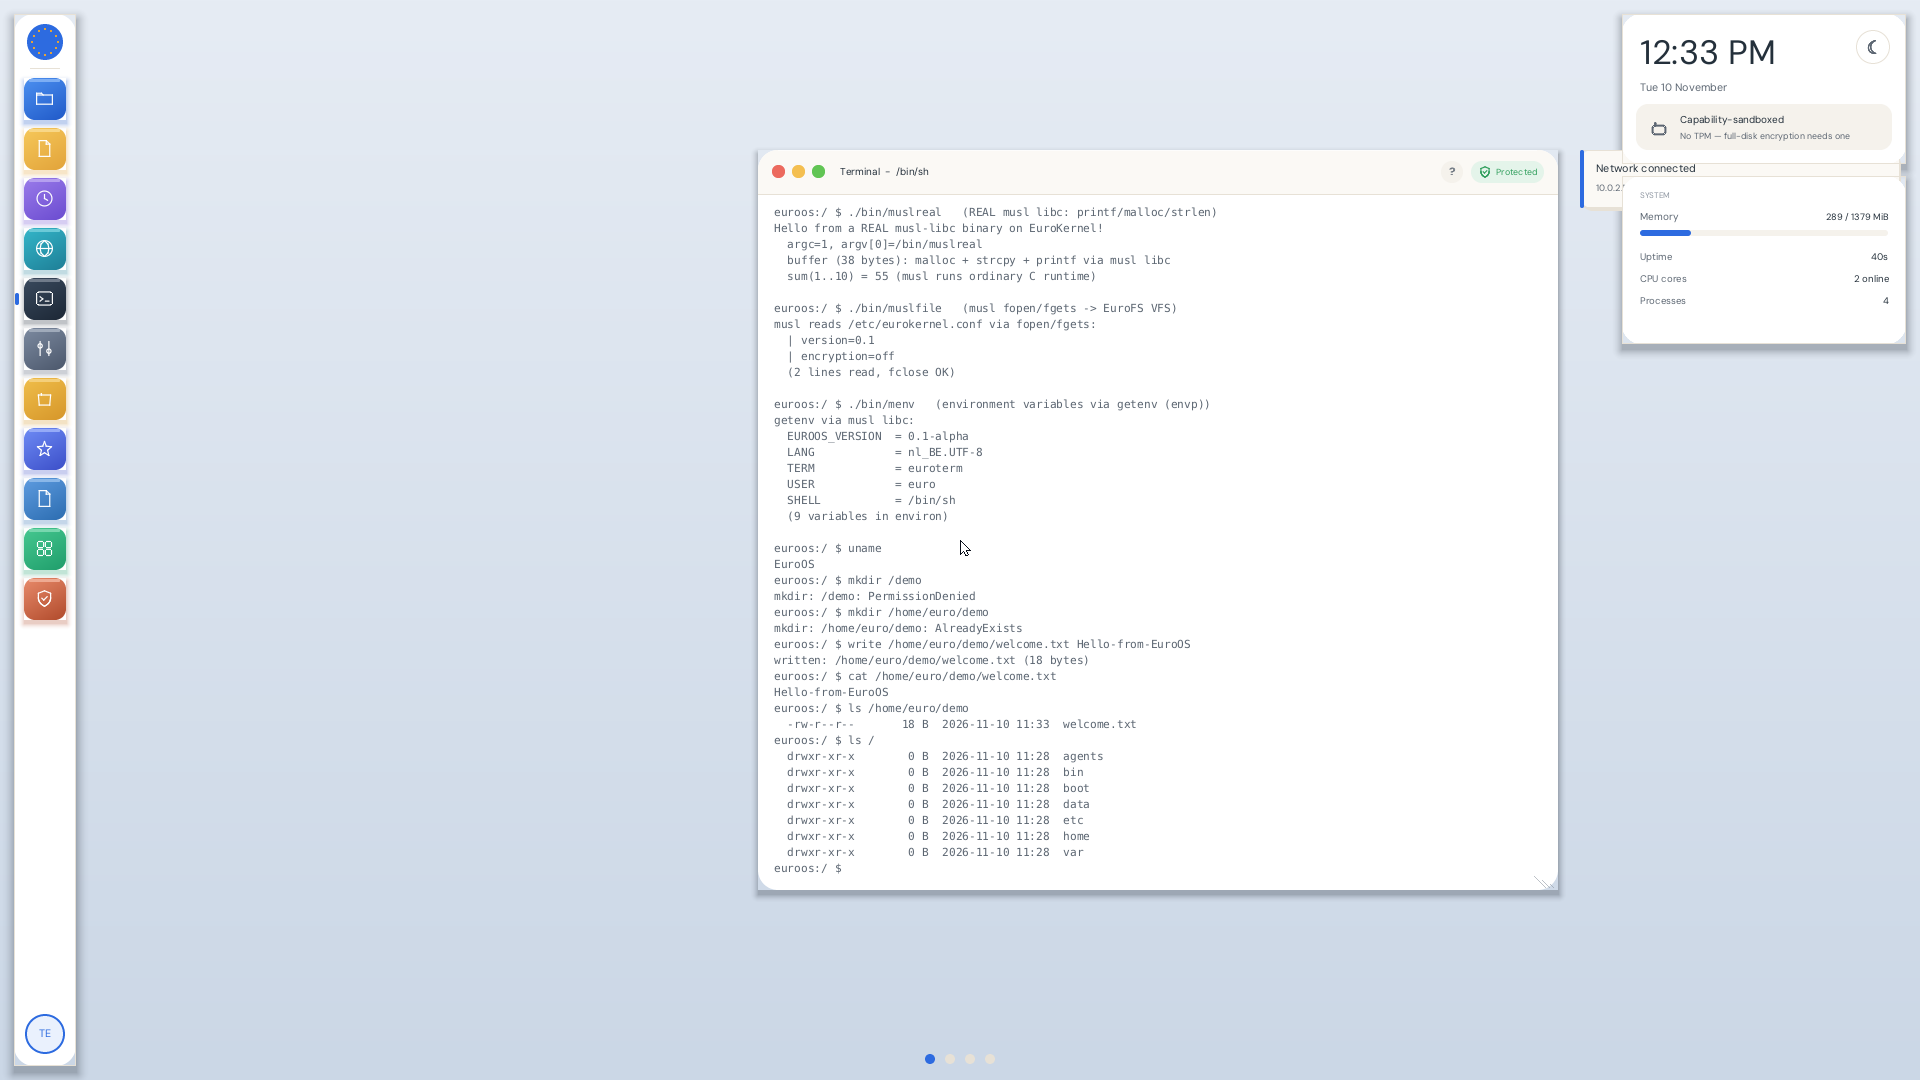 12:33 PM
Tue 10 November
Capability-sandboxed
No TPM — full-disk encryption needs one
Network connected
10.0.2
SYSTEM
Memory 289 / 1379 MiB
Uptime 40s
CPU cores 2 online
Processes 4
Terminal - /bin/sh
?
Protected
euroos:/ $ ./bin/muslreal   (REAL musl libc: printf/malloc/strlen)
Hello from a REAL musl-libc binary on EuroKernel!
  argc=1, argv[0]=/bin/muslreal
  buffer (38 bytes): malloc + strcpy + printf via musl libc
  sum(1..10) = 55 (musl runs ordinary C runtime)
euroos:/ $ ./bin/muslfile   (musl fopen/fgets -> EuroFS VFS)
musl reads /etc/eurokernel.conf via fopen/fgets:
  | version=0.1
  | encryption=off
  (2 lines read, fclose OK)
euroos:/ $ ./bin/menv   (environment variables via getenv (envp))
getenv via musl libc:
  EUROOS_VERSION  = 0.1-alpha
  LANG            = nl_BE.UTF-8
  TERM            = euroterm
  USER            = euro
  SHELL           = /bin/sh
  (9 variables in environ)
euroos:/ $ uname
EuroOS
euroos:/ $ mkdir /demo
mkdir: /demo: PermissionDenied
euroos:/ $ mkdir /home/euro/demo
mkdir: /home/euro/demo: AlreadyExists
euroos:/ $ write /home/euro/demo/welcome.txt Hello-from-EuroOS
written: /home/euro/demo/welcome.txt (18 bytes)
euroos:/ $ cat /home/euro/demo/welcome.txt
Hello-from-EuroOS
euroos:/ $ ls /home/euro/demo
  -rw-r--r--       18 B  2026-11-10 11:33  welcome.txt
euroos:/ $ ls /
  drwxr-xr-x        0 B  2026-11-10 11:28  agents
  drwxr-xr-x        0 B  2026-11-10 11:28  bin
  drwxr-xr-x        0 B  2026-11-10 11:28  boot
  drwxr-xr-x        0 B  2026-11-10 11:28  data
  drwxr-xr-x        0 B  2026-11-10 11:28  etc
  drwxr-xr-x        0 B  2026-11-10 11:28  home
  drwxr-xr-x        0 B  2026-11-10 11:28  var
euroos:/ $
TE